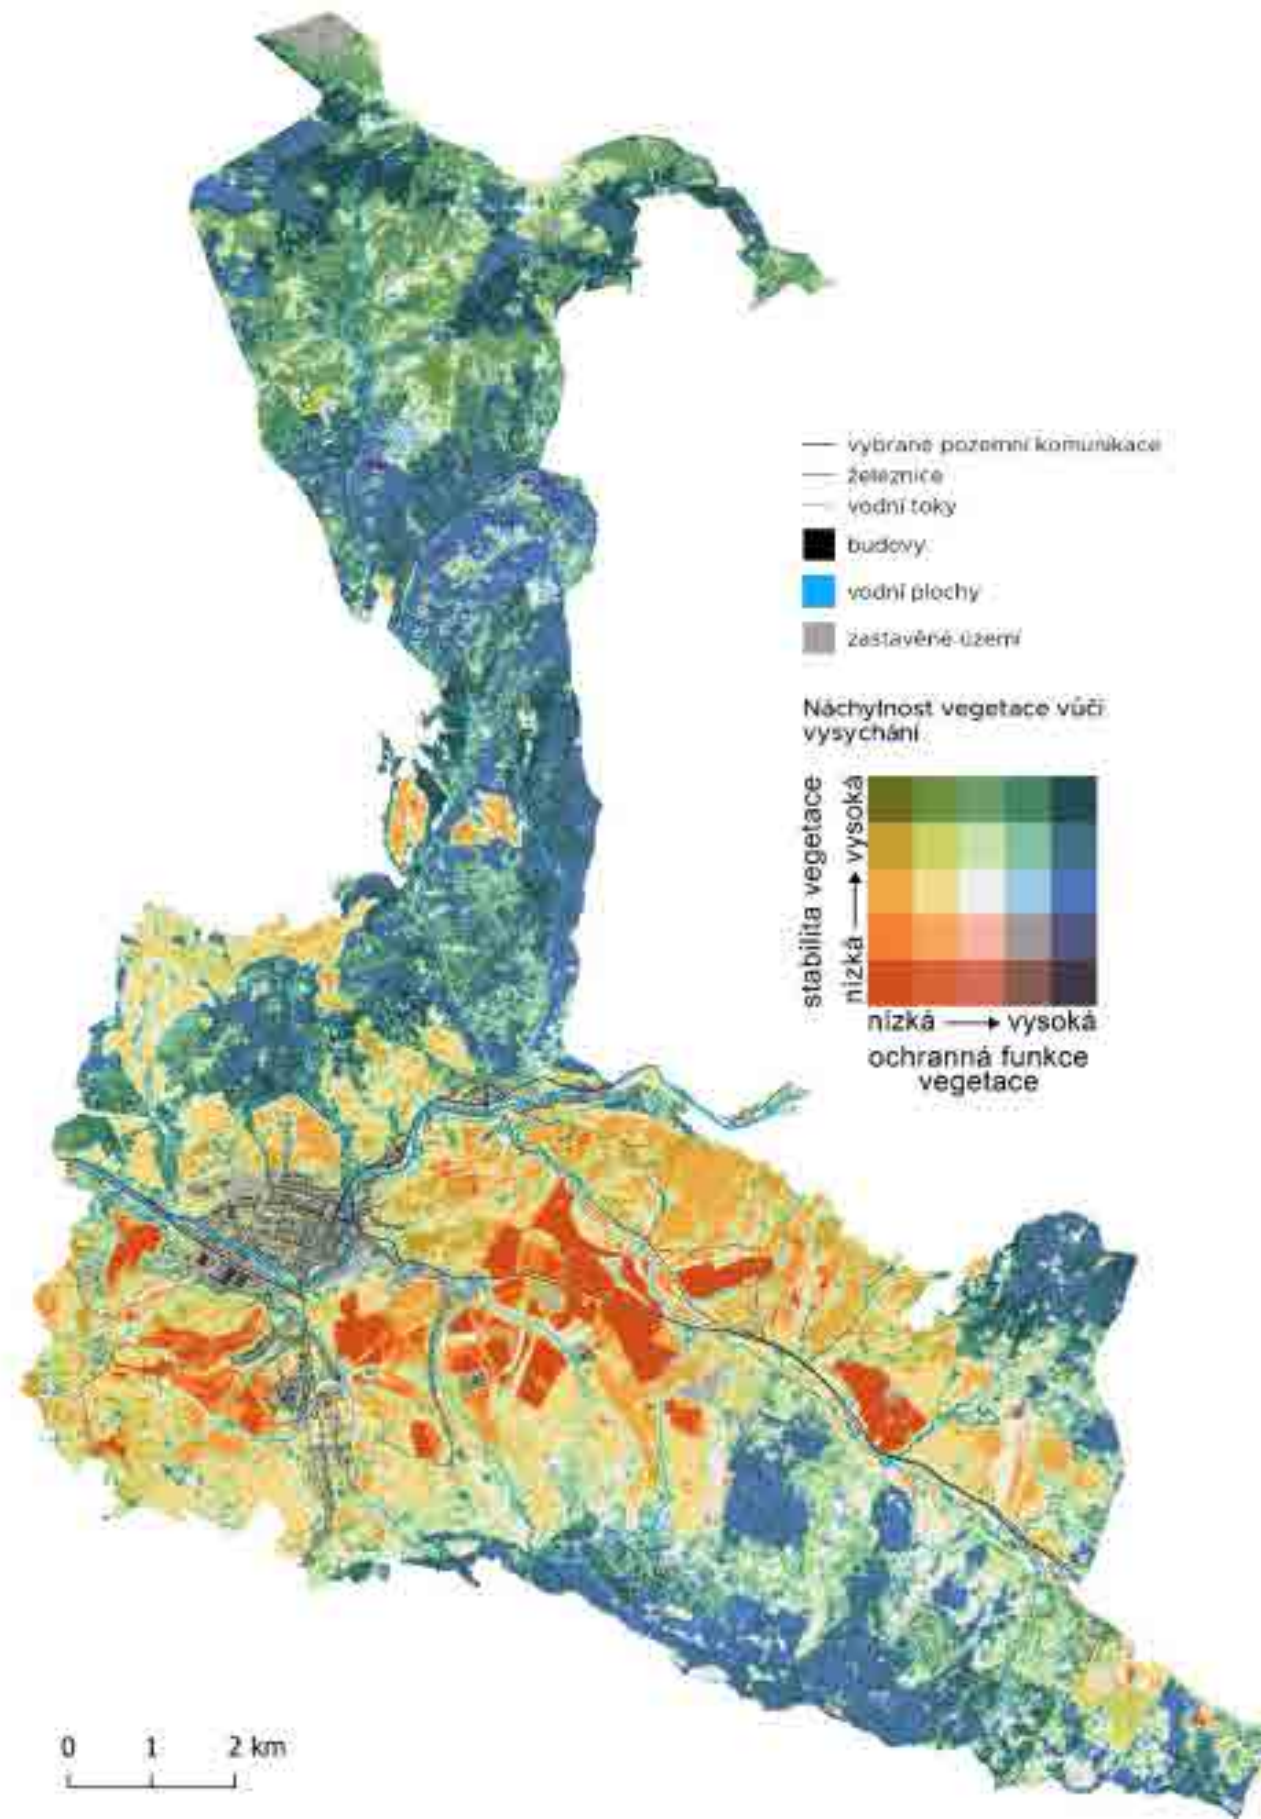 vybrané pozemní komunikace
železnice
vodní toky
budovy
vodní plochy
zastavěné území
Náchylnost vegetace vůči
vysychání
stabilita vegetace
nízká → vysoká
nízká → vysoká
ochranná funkce
vegetace
0 1 2 km